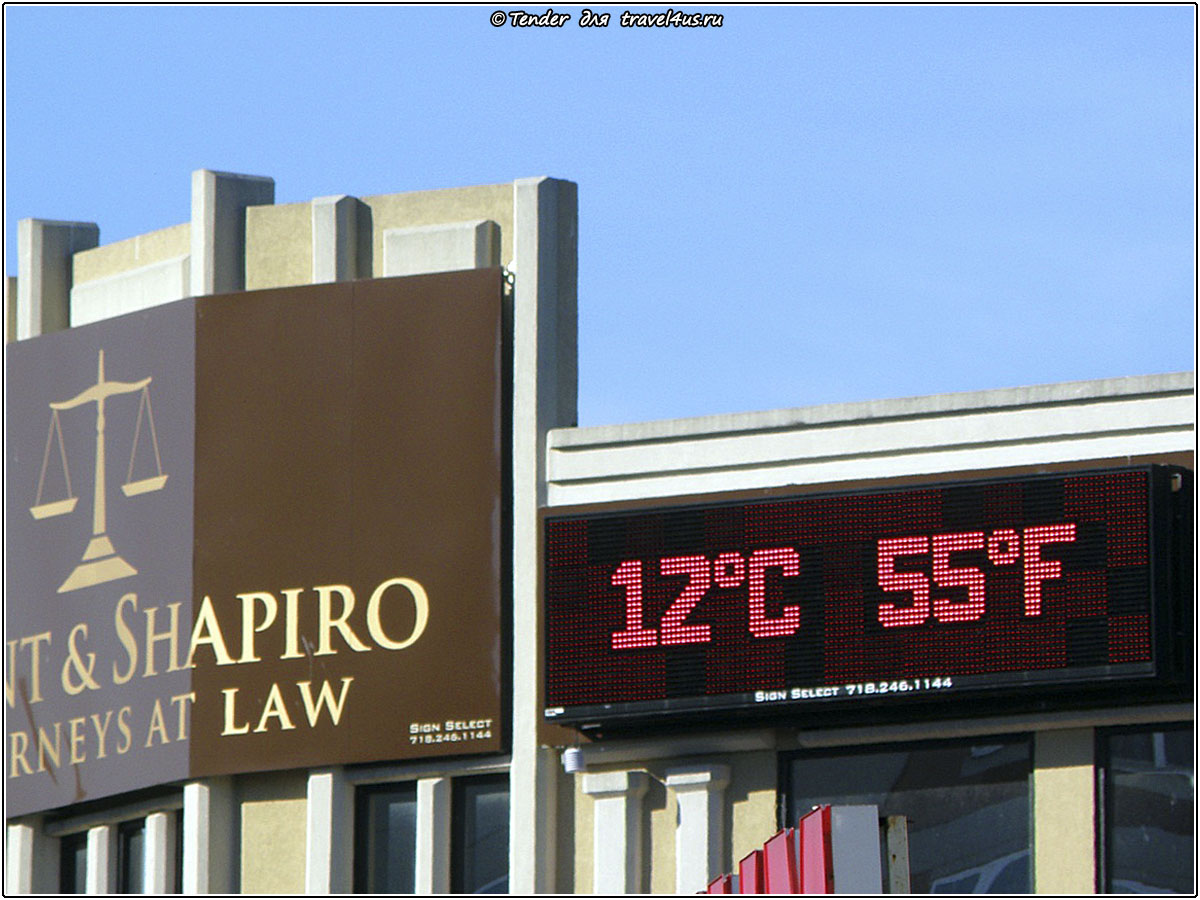 © Tender для travel4us.ru
NT & SHAPIRO
RNEYS AT LAW
SIGN SELECT
718.246.1144
12°C 55°F
SIGN SELECT 718.246.1144